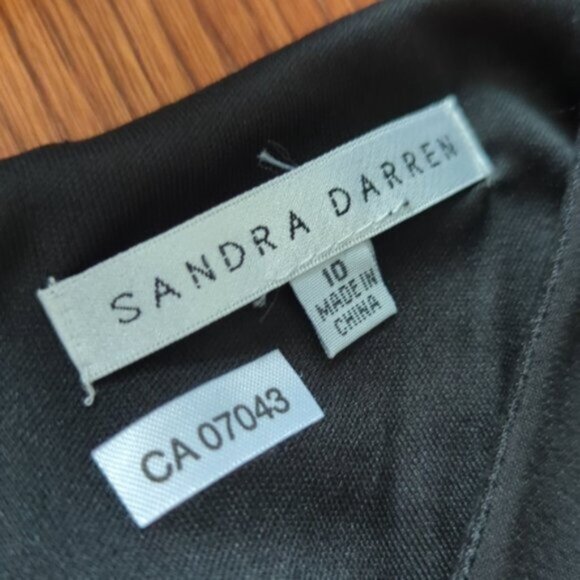 SANDRA DARREN
10
MADE IN
CHINA
CA 07043